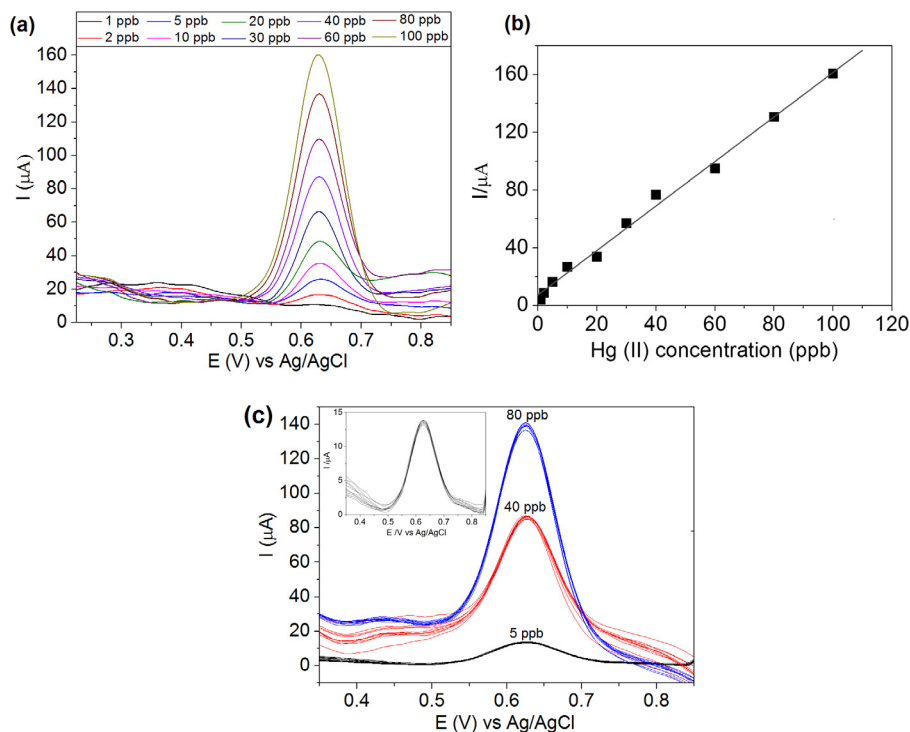 (a)
1 ppb 5 ppb 20 ppb 40 ppb 80 ppb
2 ppb 10 ppb 30 ppb 60 ppb 100 ppb
160
140
120
100
80
60
40
20
0
I (μA)
0.3 0.4 0.5 0.6 0.7 0.8
E (V) vs Ag/AgCl
(b)
160
120
80
40
0
I/μA
0 20 40 60 80 100 120
Hg (II) concentration (ppb)
(c)
140
120
100
80
60
40
20
0
I (μA)
80 ppb
40 ppb
5 ppb
15
10
5
0
I /μA
0.4 0.5 0.6 0.7 0.8
E /V vs Ag/AgCl
0.4 0.5 0.6 0.7 0.8
E (V) vs Ag/AgCl